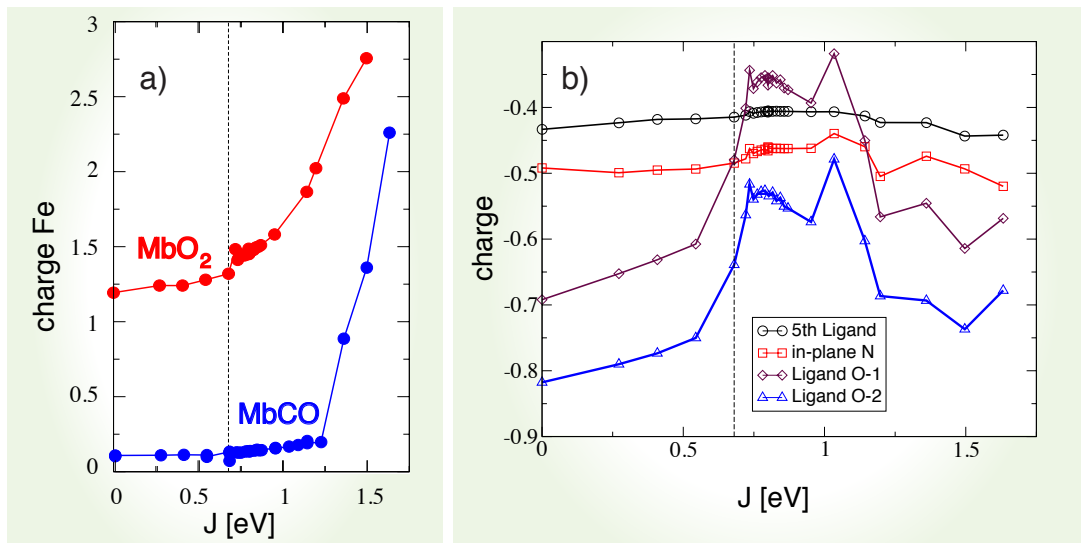 a)
3
2.5
2
1.5
1
0.5
0
charge Fe
MbO₂
MbCO
0
0.5
1
1.5
J [eV]
b)
-0.4
-0.5
-0.6
-0.7
-0.8
-0.9
charge
5th Ligand
in-plane N
Ligand O-1
Ligand O-2
0
0.5
1
1.5
J [eV]